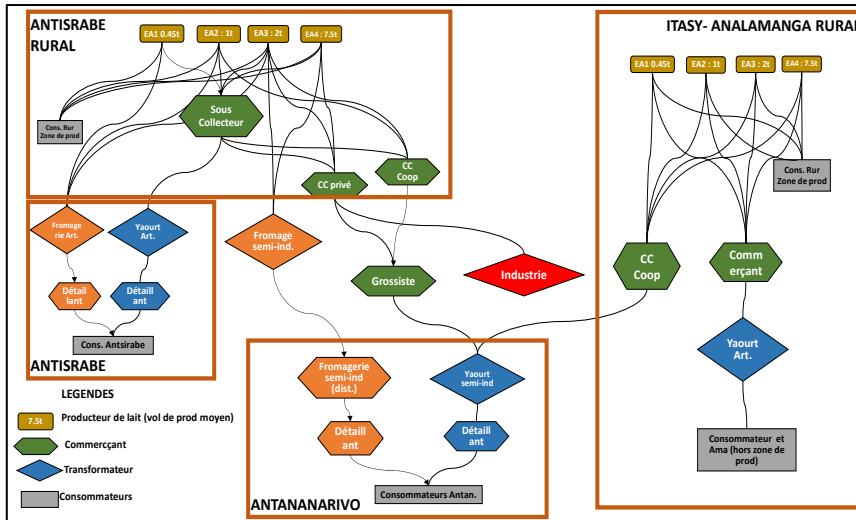 ANTISRABE
RURAL
EA1 0.45t
EA2 : 1t
EA3 : 2t
EA4 : 7.5t
Sous
Collecteur
Cons. Rur
Zone de prod
CC
Coop
CC privé
ITASY- ANALAMANGA RURAL
EA1 0.45t
EA2 : 1t
EA3 : 2t
EA4 : 7.5t
Cons. Rur
Zone de prod
CC
Coop
Comm
erçant
Yaourt
Art.
Consommateur et
Ama (hors zone de
prod)
Fromage
rie Art.
Yaourt
Art.
Détail
lant
Détaill
ant
Cons. Antsirabe
ANTISRABE
Fromage
semi-ind.
Grossiste
Industrie
Fromagerie
semi-ind
(dist.)
Yaourt
semi-ind
Détaill
ant
Détaill
ant
Consommateurs Antan.
ANTANANARIVO
LEGENDES
7.5t
Producteur de lait (vol de prod moyen)
Commercçant
Transformateur
Consommateurs